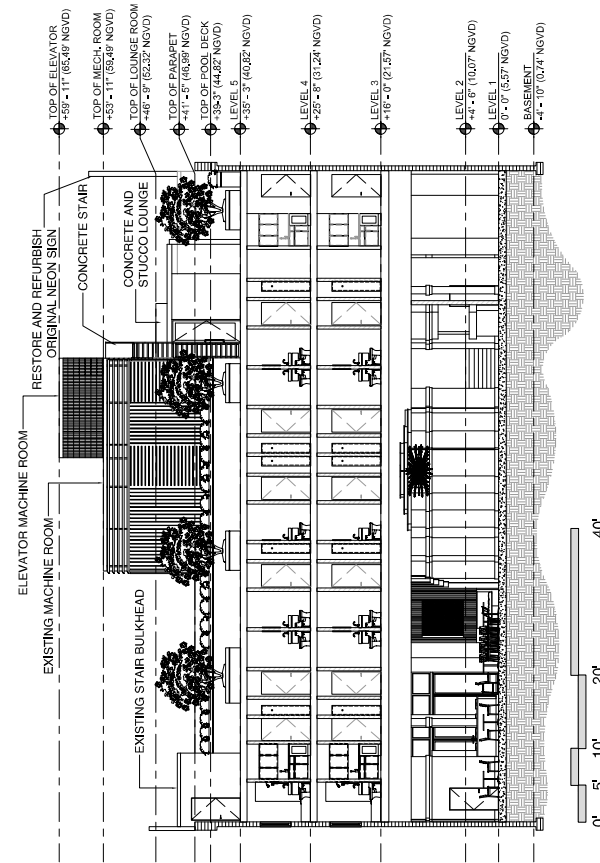 TOP OF ELEVATOR
+59' - 11" (65.49' NGVD)
TOP OF MECH. ROOM
+53' - 11" (59.49' NGVD)
TOP OF LOUNGE ROOM
+46' - 9" (52.32' NGVD)
TOP OF PARAPET
+41' - 5" (46.99' NGVD)
TOP OF POOL DECK
+39-3" (44.82' NGVD)
LEVEL 5
+35' - 3" (40.82' NGVD)
LEVEL 4
+25' - 8" (31.24' NGVD)
LEVEL 3
+16' - 0" (21.57' NGVD)
LEVEL 2
+4' - 6" (10.07' NGVD)
LEVEL 1
0' - 0" (5.57' NGVD)
BASEMENT
-4' - 10" (0.74' NGVD)
RESTORE AND REFURBISH
ORIGINAL NEON SIGN
CONCRETE STAIR
CONCRETE AND
STUCCO LOUNGE
ELEVATOR MACHINE ROOM
EXISTING MACHINE ROOM
EXISTING STAIR BULKHEAD
0' 5' 10' 20' 40'